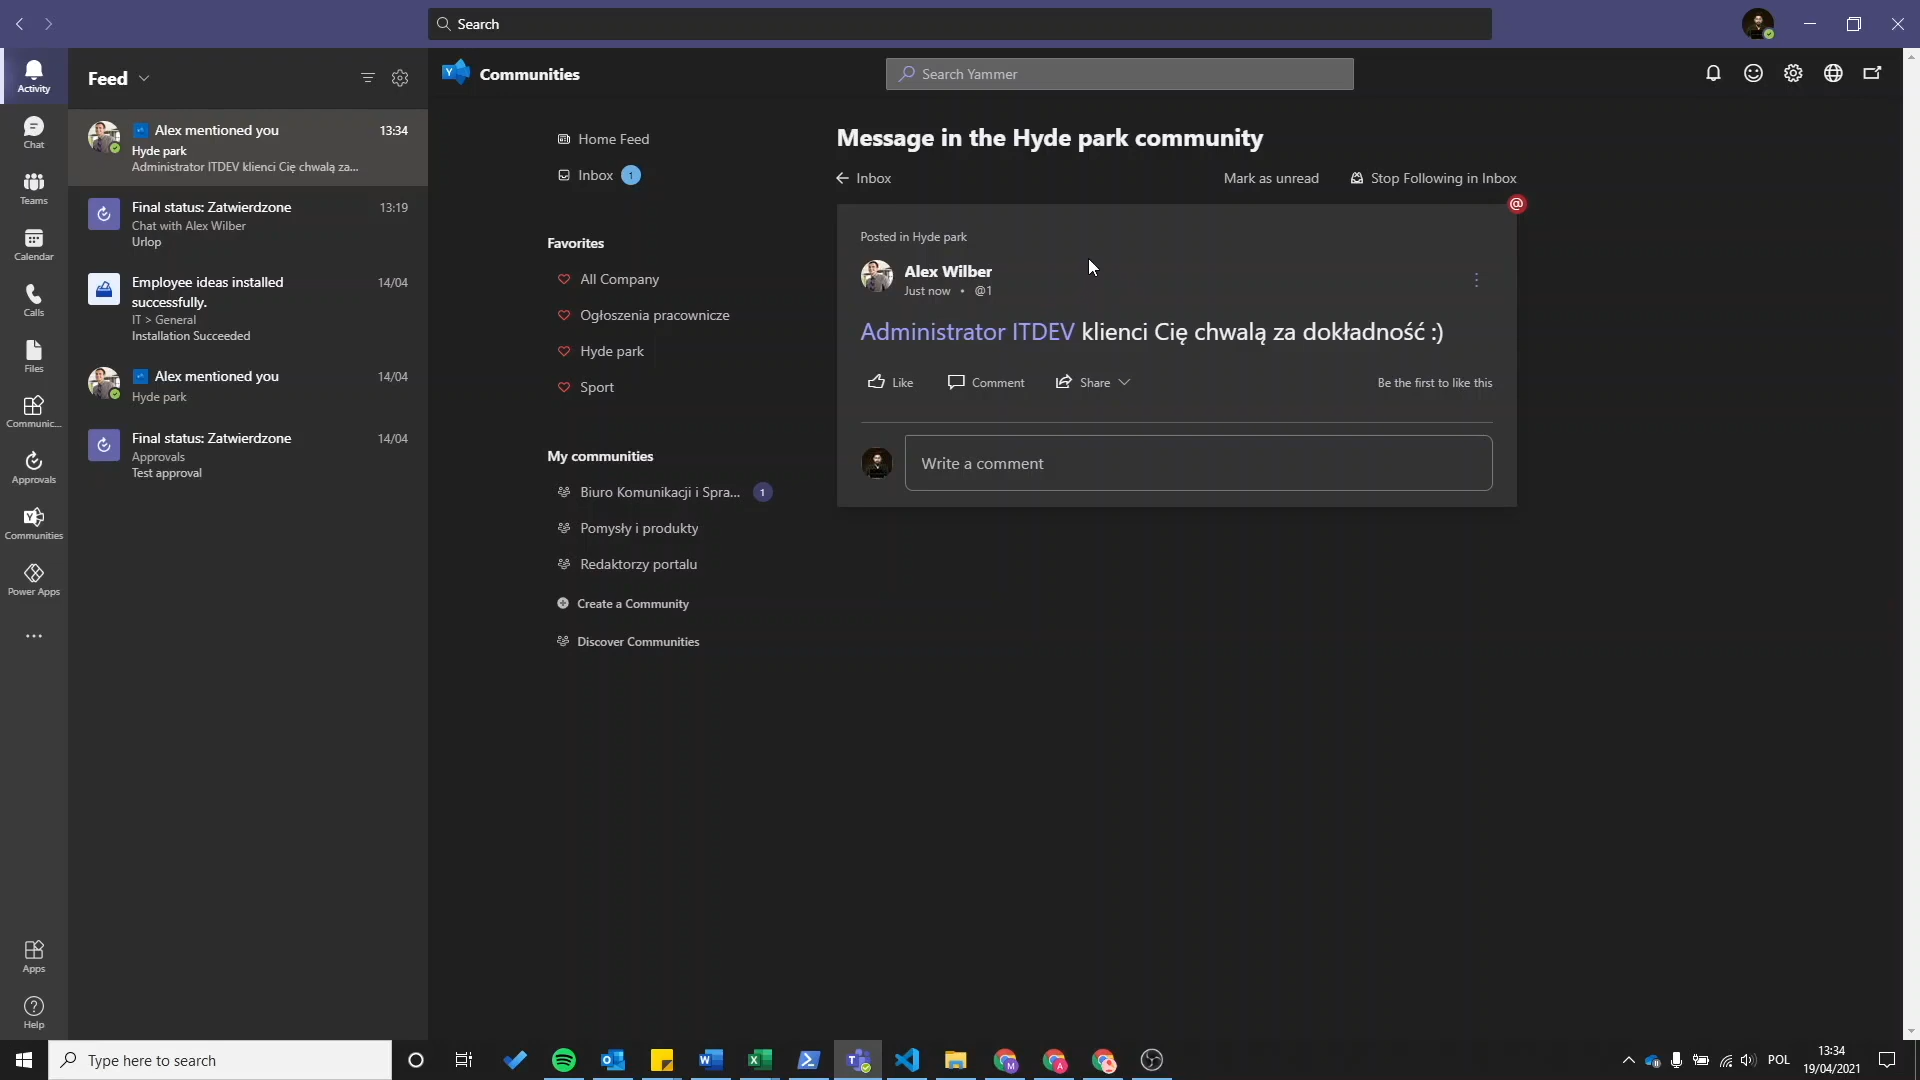 Search
Activity
Chat
Teams
Calendar
Calls
Files
Communic...
Approvals
Communities
Power Apps
Apps
Help
Feed
Alex mentioned you 13:34
Hyde park
Administrator ITDEV klienci Cię chwalą za...
Final status: Zatwierdzone 13:19
Chat with Alex Wilber
Urlop
Employee ideas installed 14/04
successfully.
IT > General
Installation Succeeded
Alex mentioned you 14/04
Hyde park
Final status: Zatwierdzone 14/04
Approvals
Test approval
Communities
Search Yammer
Home Feed
Inbox 1
Favorites
All Company
Ogłoszenia pracownicze
Hyde park
Sport
My communities
Biuro Komunikacji i Spra... 1
Pomysły i produkty
Redaktorzy portalu
Create a Community
Discover Communities
Message in the Hyde park community
Inbox Mark as unread Stop Following in Inbox
@
Posted in Hyde park
Alex Wilber
Just now • @1
Administrator ITDEV klienci Cię chwalą za dokładność :)
Like Comment Share Be the first to like this
Write a comment
Type here to search
POL
13:34
19/04/2021